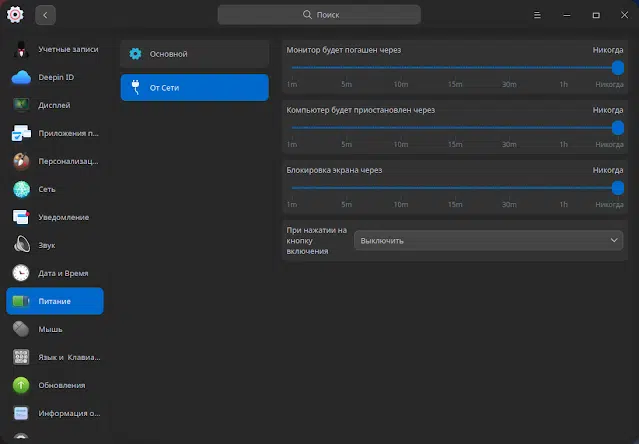 Поиск
Учетные записи
Deepin ID
Дисплей
Приложения п...
Персонализац...
Сеть
Уведомление
Звук
Дата и Время
Питание
Мышь
Язык и Клавиа...
Обновления
Информация о...
Основной
От Сети
Монитор будет погашен через Никогда
1m 5m 10m 15m 30m 1h Никогда
Компьютер будет приостановлен через Никогда
1m 5m 10m 15m 30m 1h Никогда
Блокировка экрана через Никогда
1m 5m 10m 15m 30m 1h Никогда
При нажатии на
кнопку
включения
Выключить